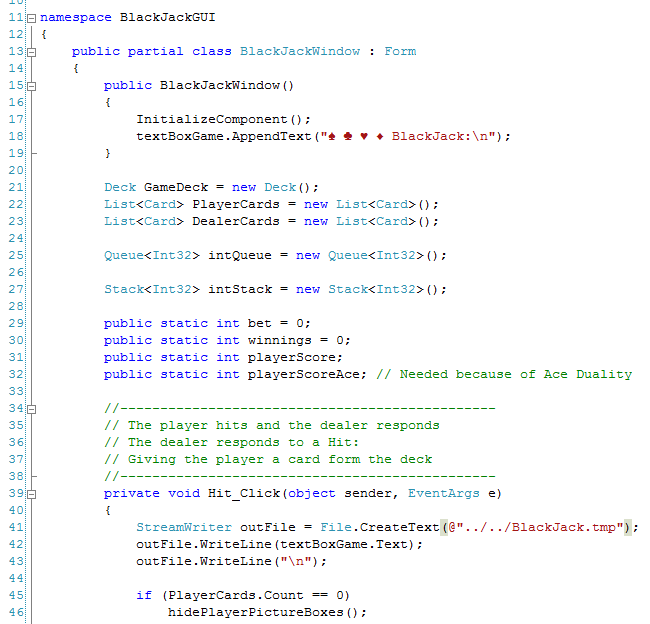 11 namespace BlackJackGUI
12 {
13     public partial class BlackJackWindow : Form
14     {
15         public BlackJackWindow()
16         {
17             InitializeComponent();
18             textBoxGame.AppendText("♠ ♣ ♥ ♦ BlackJack:\n");
19         }
20
21         Deck GameDeck = new Deck();
22         List<Card> PlayerCards = new List<Card>();
23         List<Card> DealerCards = new List<Card>();
24
25         Queue<Int32> intQueue = new Queue<Int32>();
26
27         Stack<Int32> intStack = new Stack<Int32>();
28
29         public static int bet = 0;
30         public static int winnings = 0;
31         public static int playerScore;
32         public static int playerScoreAce; // Needed because of Ace Duality
33
34         //-----------------------------------------------
35         // The player hits and the dealer responds
36         // The dealer responds to a Hit:
37         // Giving the player a card form the deck
38         //-----------------------------------------------
39         private void Hit_Click(object sender, EventArgs e)
40         {
41             StreamWriter outFile = File.CreateText(@"../../BlackJack.tmp");
42             outFile.WriteLine(textBoxGame.Text);
43             outFile.WriteLine("\n");
44
45             if (PlayerCards.Count == 0)
46                 hidePlayerPictureBoxes();